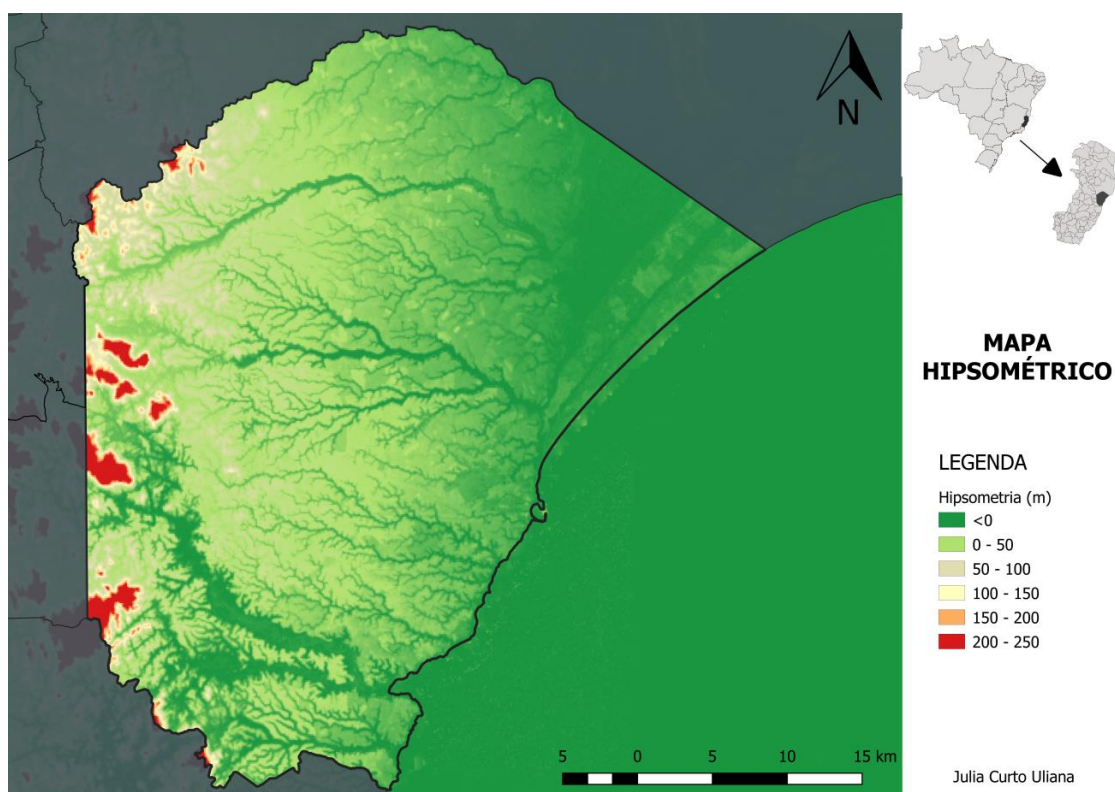 N
MAPA
HIPSOMÉTRICO
LEGENDA
Hipsometria (m)
<0
0 - 50
50 - 100
100 - 150
150 - 200
200 - 250
5 0 5 10 15 km
Julia Curto Uliana